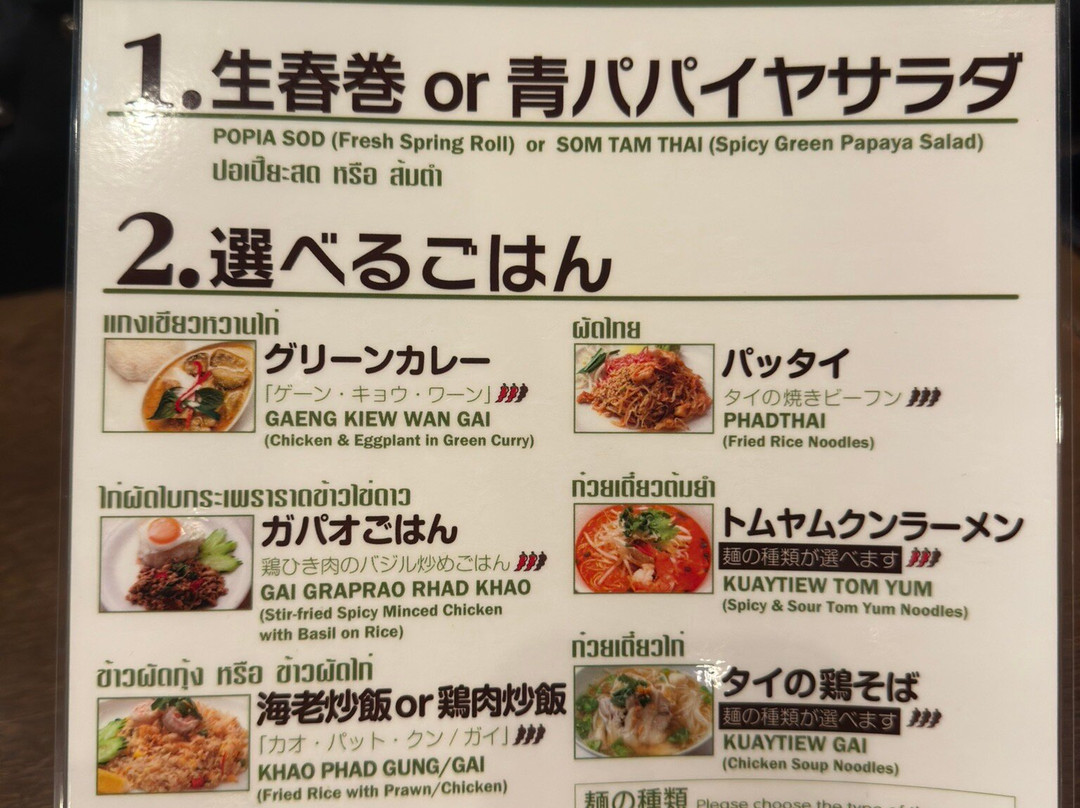 1. 生春巻 or 青パパイヤサラダ
POPIA SOD (Fresh Spring Roll) or SOM TAM THAI (Spicy Green Papaya Salad)
ปอเปี๊ยะสด หรือ ส้มตำ
2. 選べるごはん
แกงเขียวหวานไก่
グリーンカレー
「ゲーン・キョウ・ワーン」
GAENG KIEW WAN GAI
(Chicken & Eggplant in Green Curry)
ไก่ผัดใบกระเพราราดข้าวไข่ดาว
ガパオごはん
鶏ひき肉のバジル炒めごはん
GAI GRAPRAO RHAD KHAO
(Stir-fried Spicy Minced Chicken
with Basil on Rice)
ข้าวผัดกุ้ง หรือ ข้าวผัดไก่
海老炒飯or鶏肉炒飯
「カオ・パット・クン/ガイ」
KHAO PHAD GUNG/GAI
(Fried Rice with Prawn/Chicken)
ผัดไทย
パッタイ
タイの焼きビーフン
PHADTHAI
(Fried Rice Noodles)
ก๋วยเตี๋ยวต้มยำ
トムヤムクンラーメン
麺の種類が選べます
KUAYTIEW TOM YUM
(Spicy & Sour Tom Yum Noodles)
ก๋วยเตี๋ยวไก่
タイの鶏そば
麺の種類が選べます
KUAYTIEW GAI
(Chicken Soup Noodles)
麺の種類 Please choose the type of